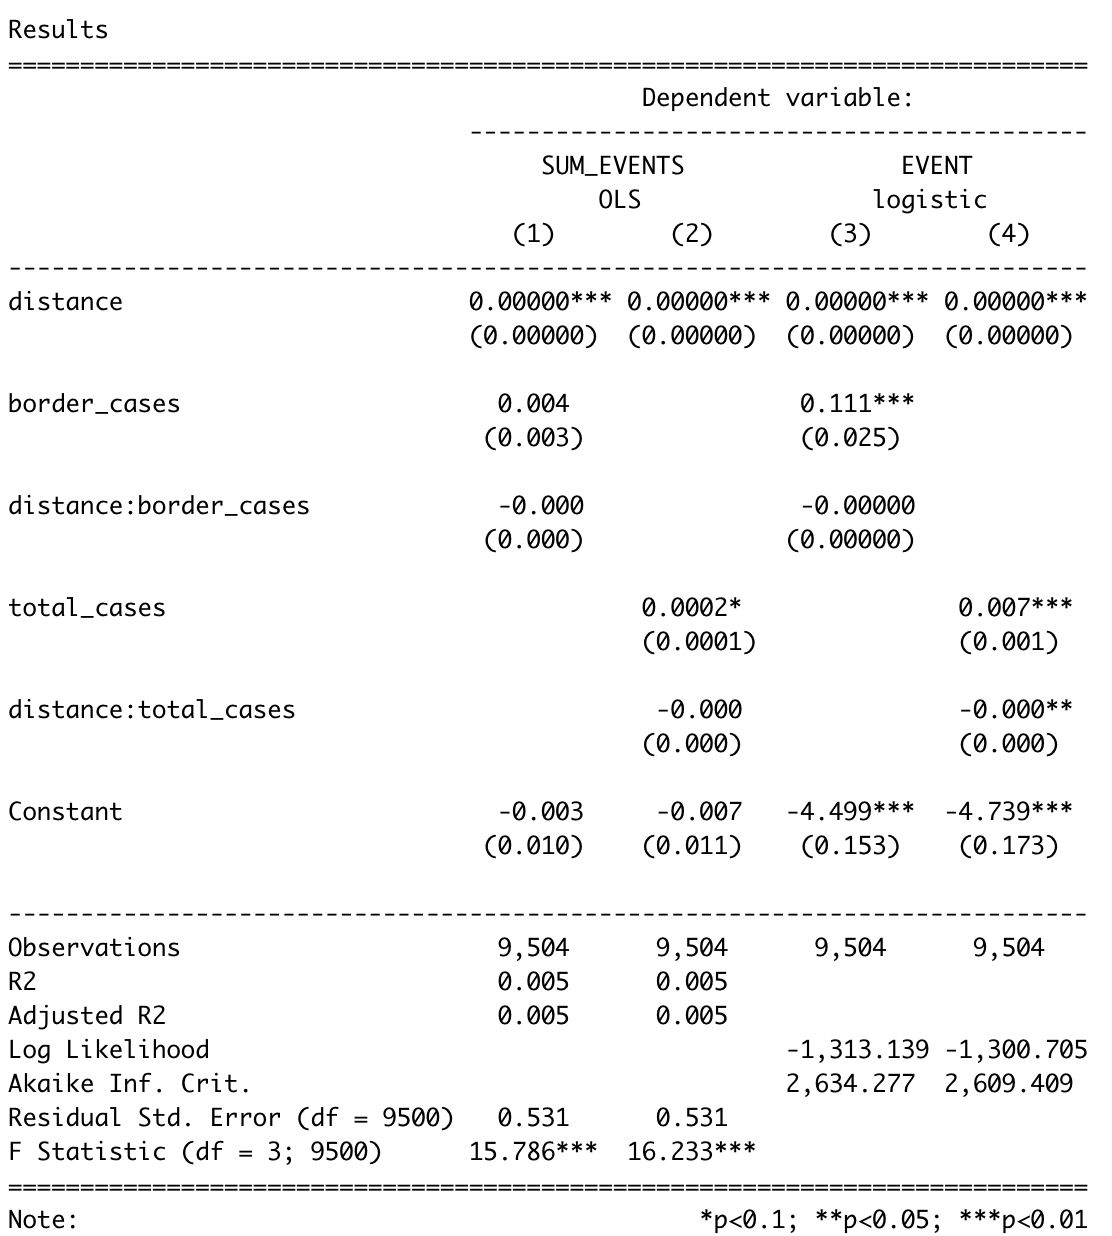 Results
===========================================================================
Dependent variable:
-------------------------------------------
SUM_EVENTS EVENT
OLS logistic
(1) (2) (3) (4)
---------------------------------------------------------------------------
distance 0.00000*** 0.00000*** 0.00000*** 0.00000***
(0.00000) (0.00000) (0.00000) (0.00000)
border_cases 0.004 0.111***
(0.003) (0.025)
distance:border_cases -0.000 -0.00000
(0.000) (0.00000)
total_cases 0.0002* 0.007***
(0.0001) (0.001)
distance:total_cases -0.000 -0.000**
(0.000) (0.000)
Constant -0.003 -0.007 -4.499*** -4.739***
(0.010) (0.011) (0.153) (0.173)
---------------------------------------------------------------------------
Observations 9,504 9,504 9,504 9,504
R2 0.005 0.005
Adjusted R2 0.005 0.005
Log Likelihood -1,313.139 -1,300.705
Akaike Inf. Crit. 2,634.277 2,609.409
Residual Std. Error (df = 9500) 0.531 0.531
F Statistic (df = 3; 9500) 15.786*** 16.233***
===========================================================================
Note: *p<0.1; **p<0.05; ***p<0.01